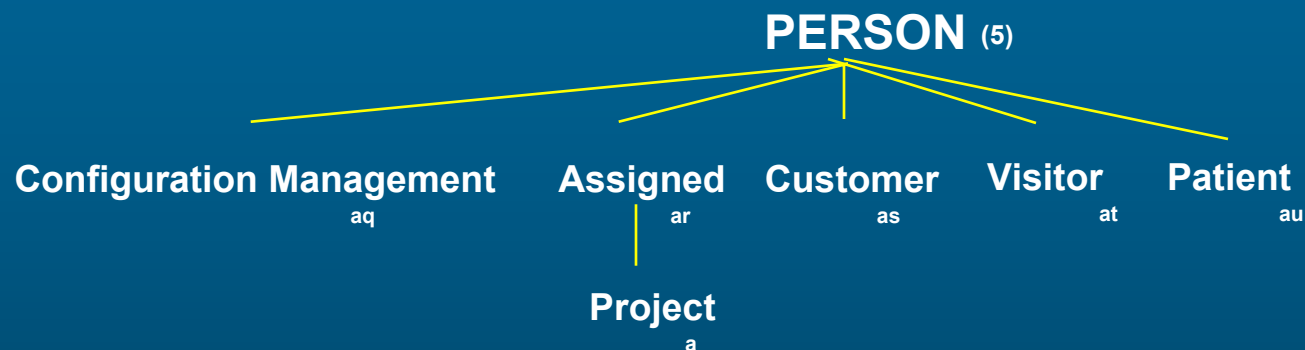 PERSON (5)
Configuration Management Assigned Customer Visitor Patient
aq ar as at au
Project
a